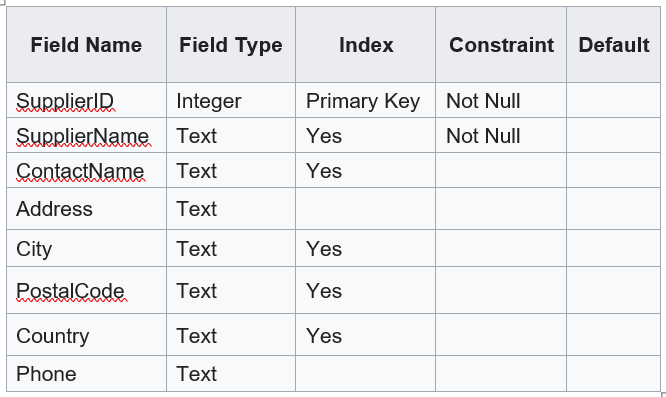 Field Name Field Type Index Constraint Default
SupplierID Integer Primary Key Not Null
SupplierName Text Yes Not Null
ContactName Text Yes
Address Text
City Text Yes
PostalCode Text Yes
Country Text Yes
Phone Text